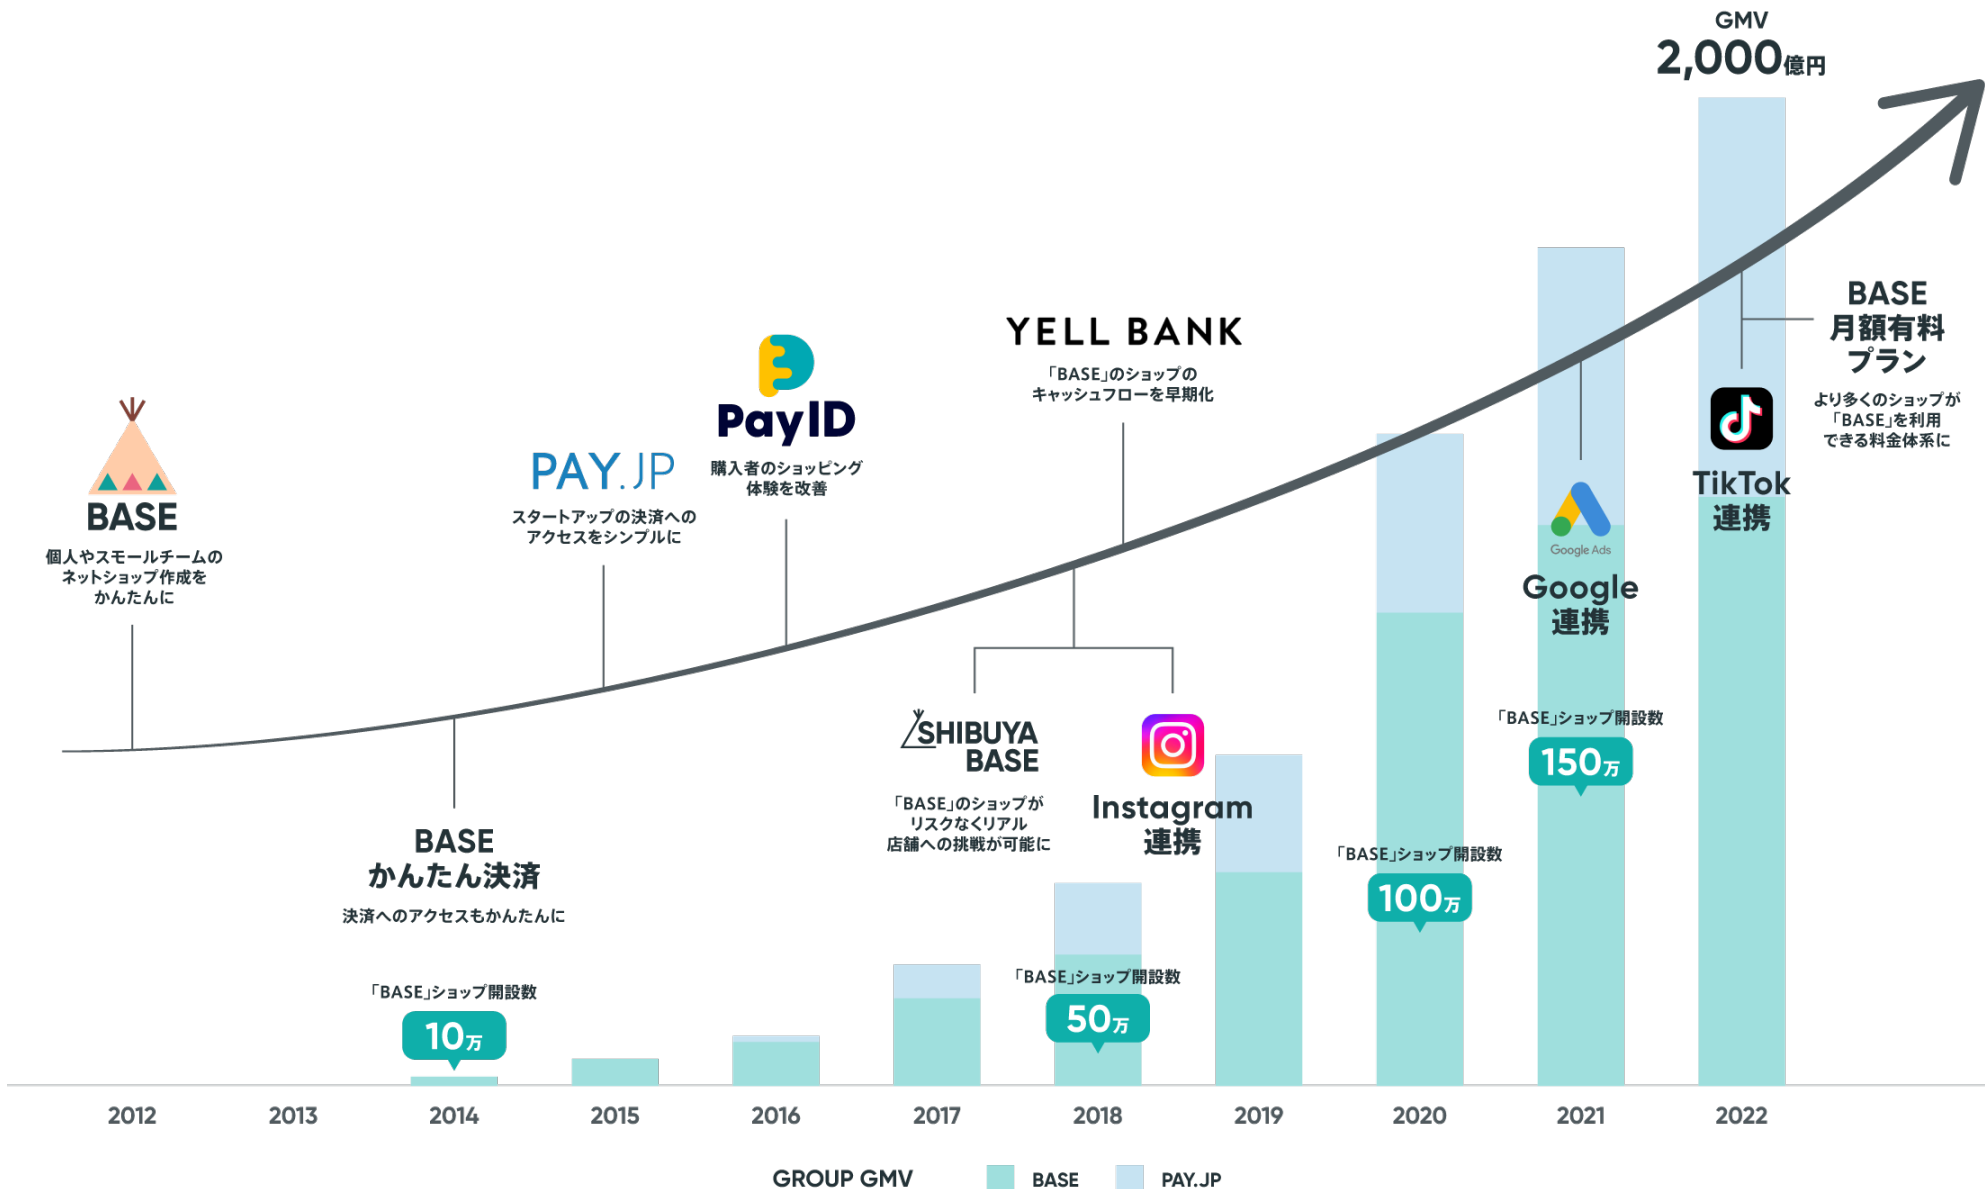 GMV
2,000億円
BASE
個人やスモールチームの
ネットショップ作成を
かんたんに
BASE
かんたん決済
決済へのアクセスもかんたんに
PAY.JP
スタートアップの決済への
アクセスをシンプルに
PayID
購入者のショッピング
体験を改善
YELL BANK
「BASE」のショップの
キャッシュフローを早期化
SHIBUYA
BASE
「BASE」のショップが
リスクなくリアル
店舗への挑戦が可能に
Instagram
連携
Google Ads
Google
連携
TikTok
連携
BASE
月額有料
プラン
より多くのショップが
「BASE」を利用
できる料金体系に
「BASE」ショップ開設数
10万
「BASE」ショップ開設数
50万
「BASE」ショップ開設数
100万
「BASE」ショップ開設数
150万
2012 2013 2014 2015 2016 2017 2018 2019 2020 2021 2022
GROUP GMV BASE PAY.JP